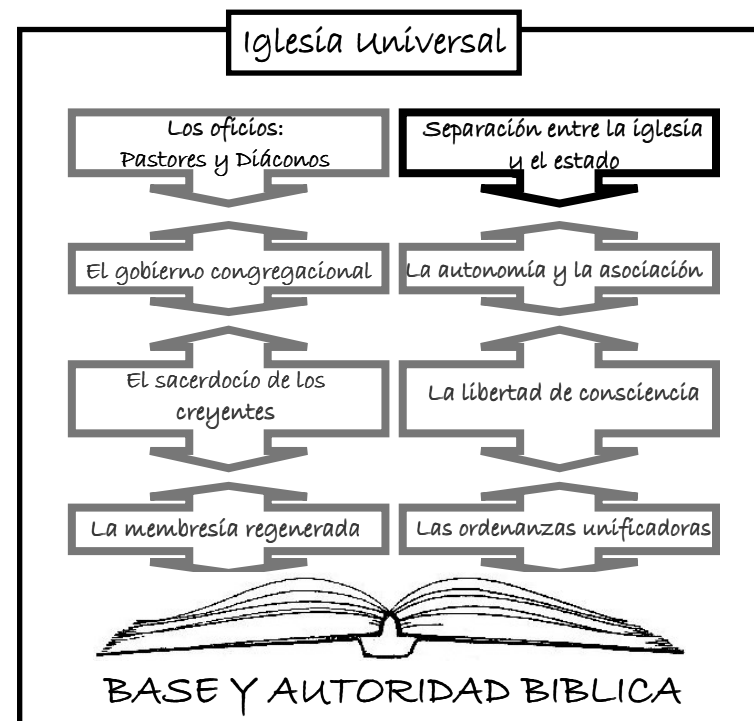 Iglesia Universal
Los oficios:
Pastores y Diáconos
Separación entre la iglesia
y el estado
El gobierno congregacional
La autonomía y la asociación
El sacerdocio de los
creyentes
La libertad de consciencia
La membresía regenerada
Las ordenanzas unificadoras
BASE Y AUTORIDAD BIBLICA